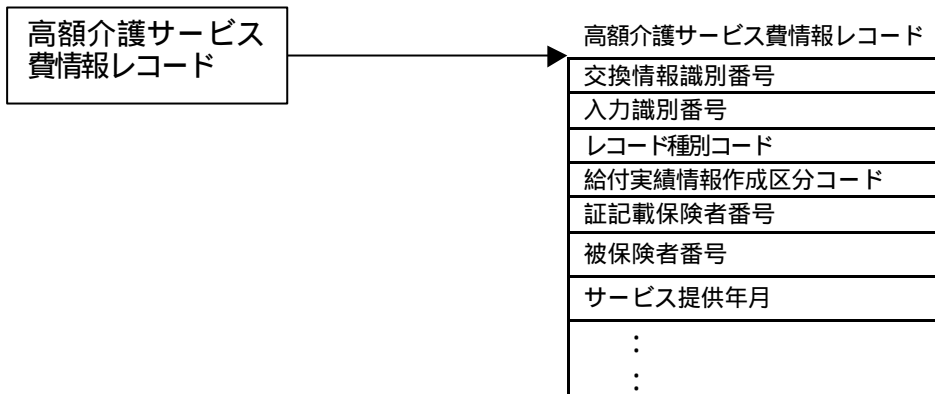 高額介護サービス
費情報レコード
高額介護サービス費情報レコード
交換情報識別番号
入力識別番号
レコード種別コード
給付実績情報作成区分コード
証記載保険者番号
被保険者番号
サービス提供年月
：
：